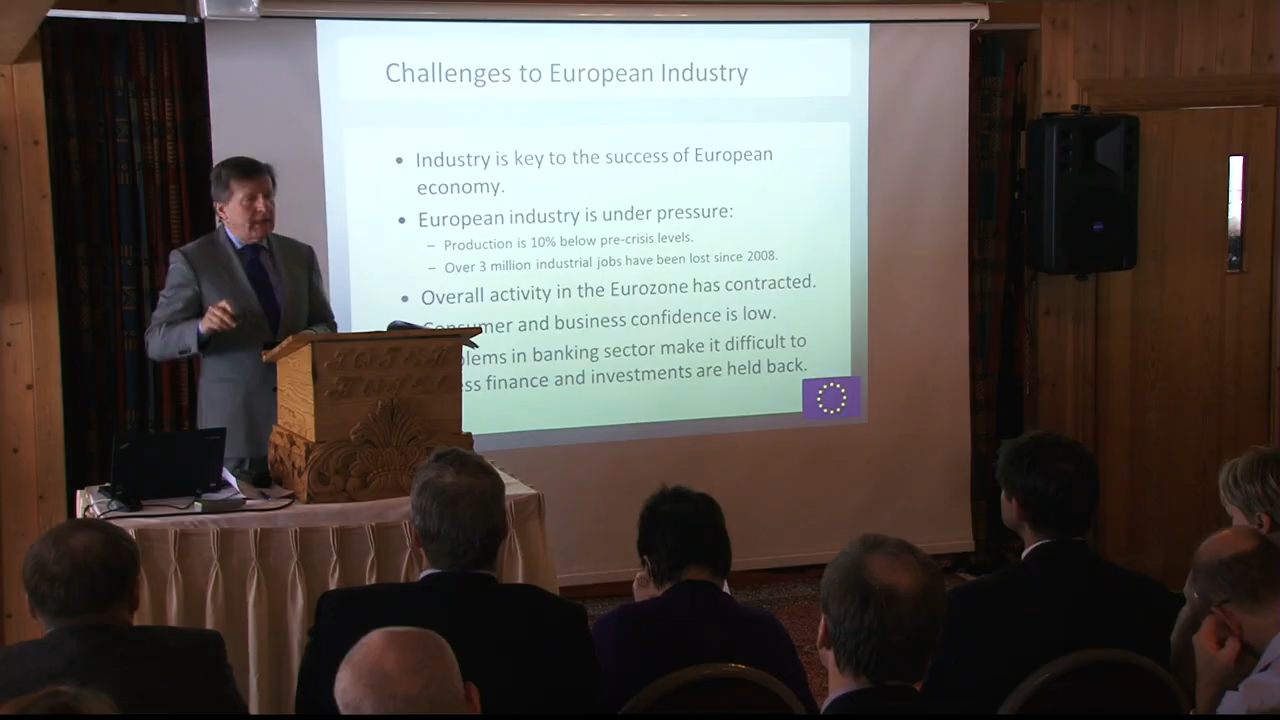 Challenges to European Industry
• Industry is key to the success of European
economy.
• European industry is under pressure:
– Production is 10% below pre-crisis levels.
– Over 3 million industrial jobs have been lost since 2008.
• Overall activity in the Eurozone has contracted.
Consumer and business confidence is low.
in banking sector make it difficult to
finance and investments are held back.